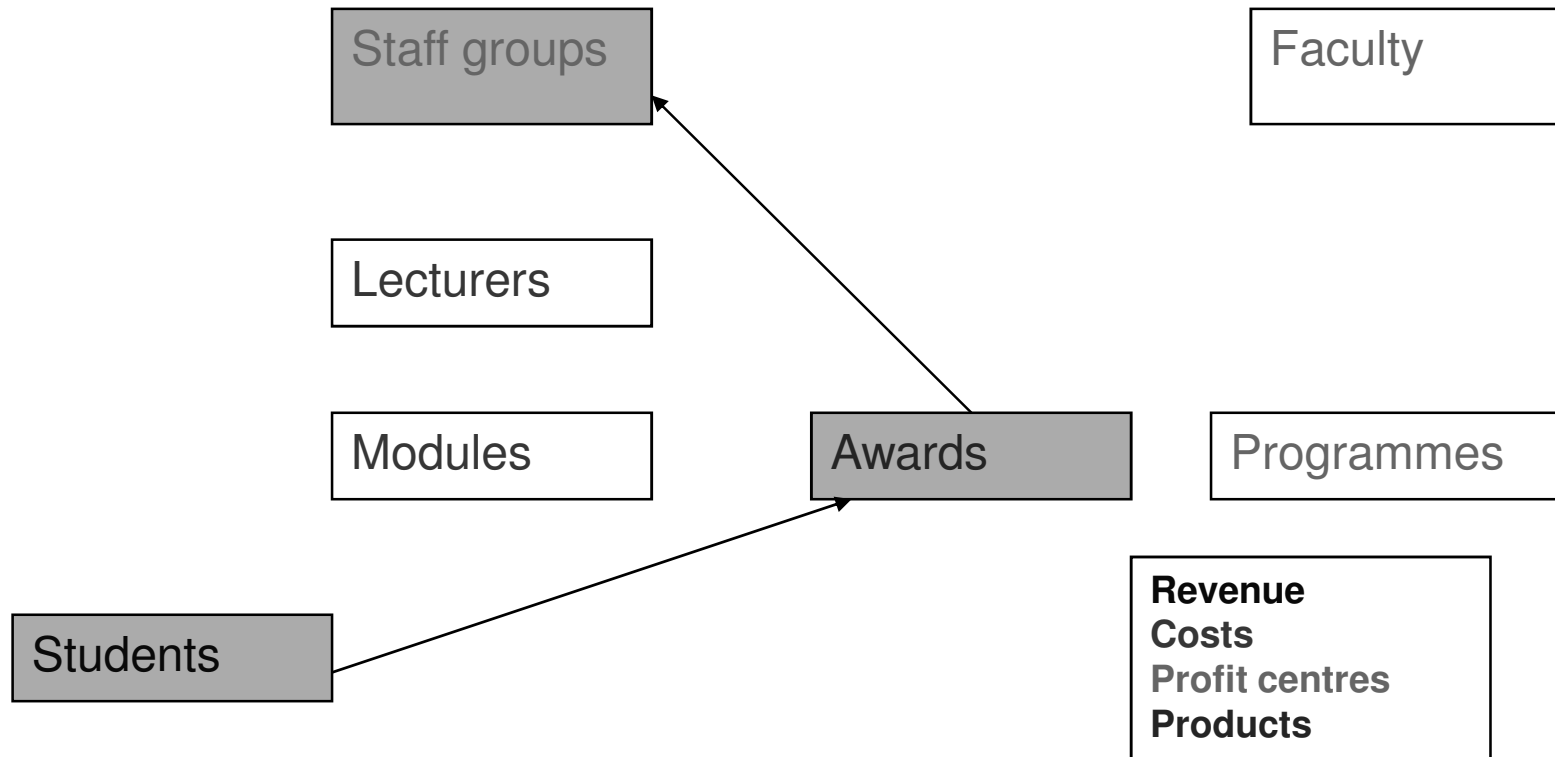 Staff groups
Faculty
Lecturers
Modules
Awards
Programmes
Students
Revenue
Costs
Profit centres
Products